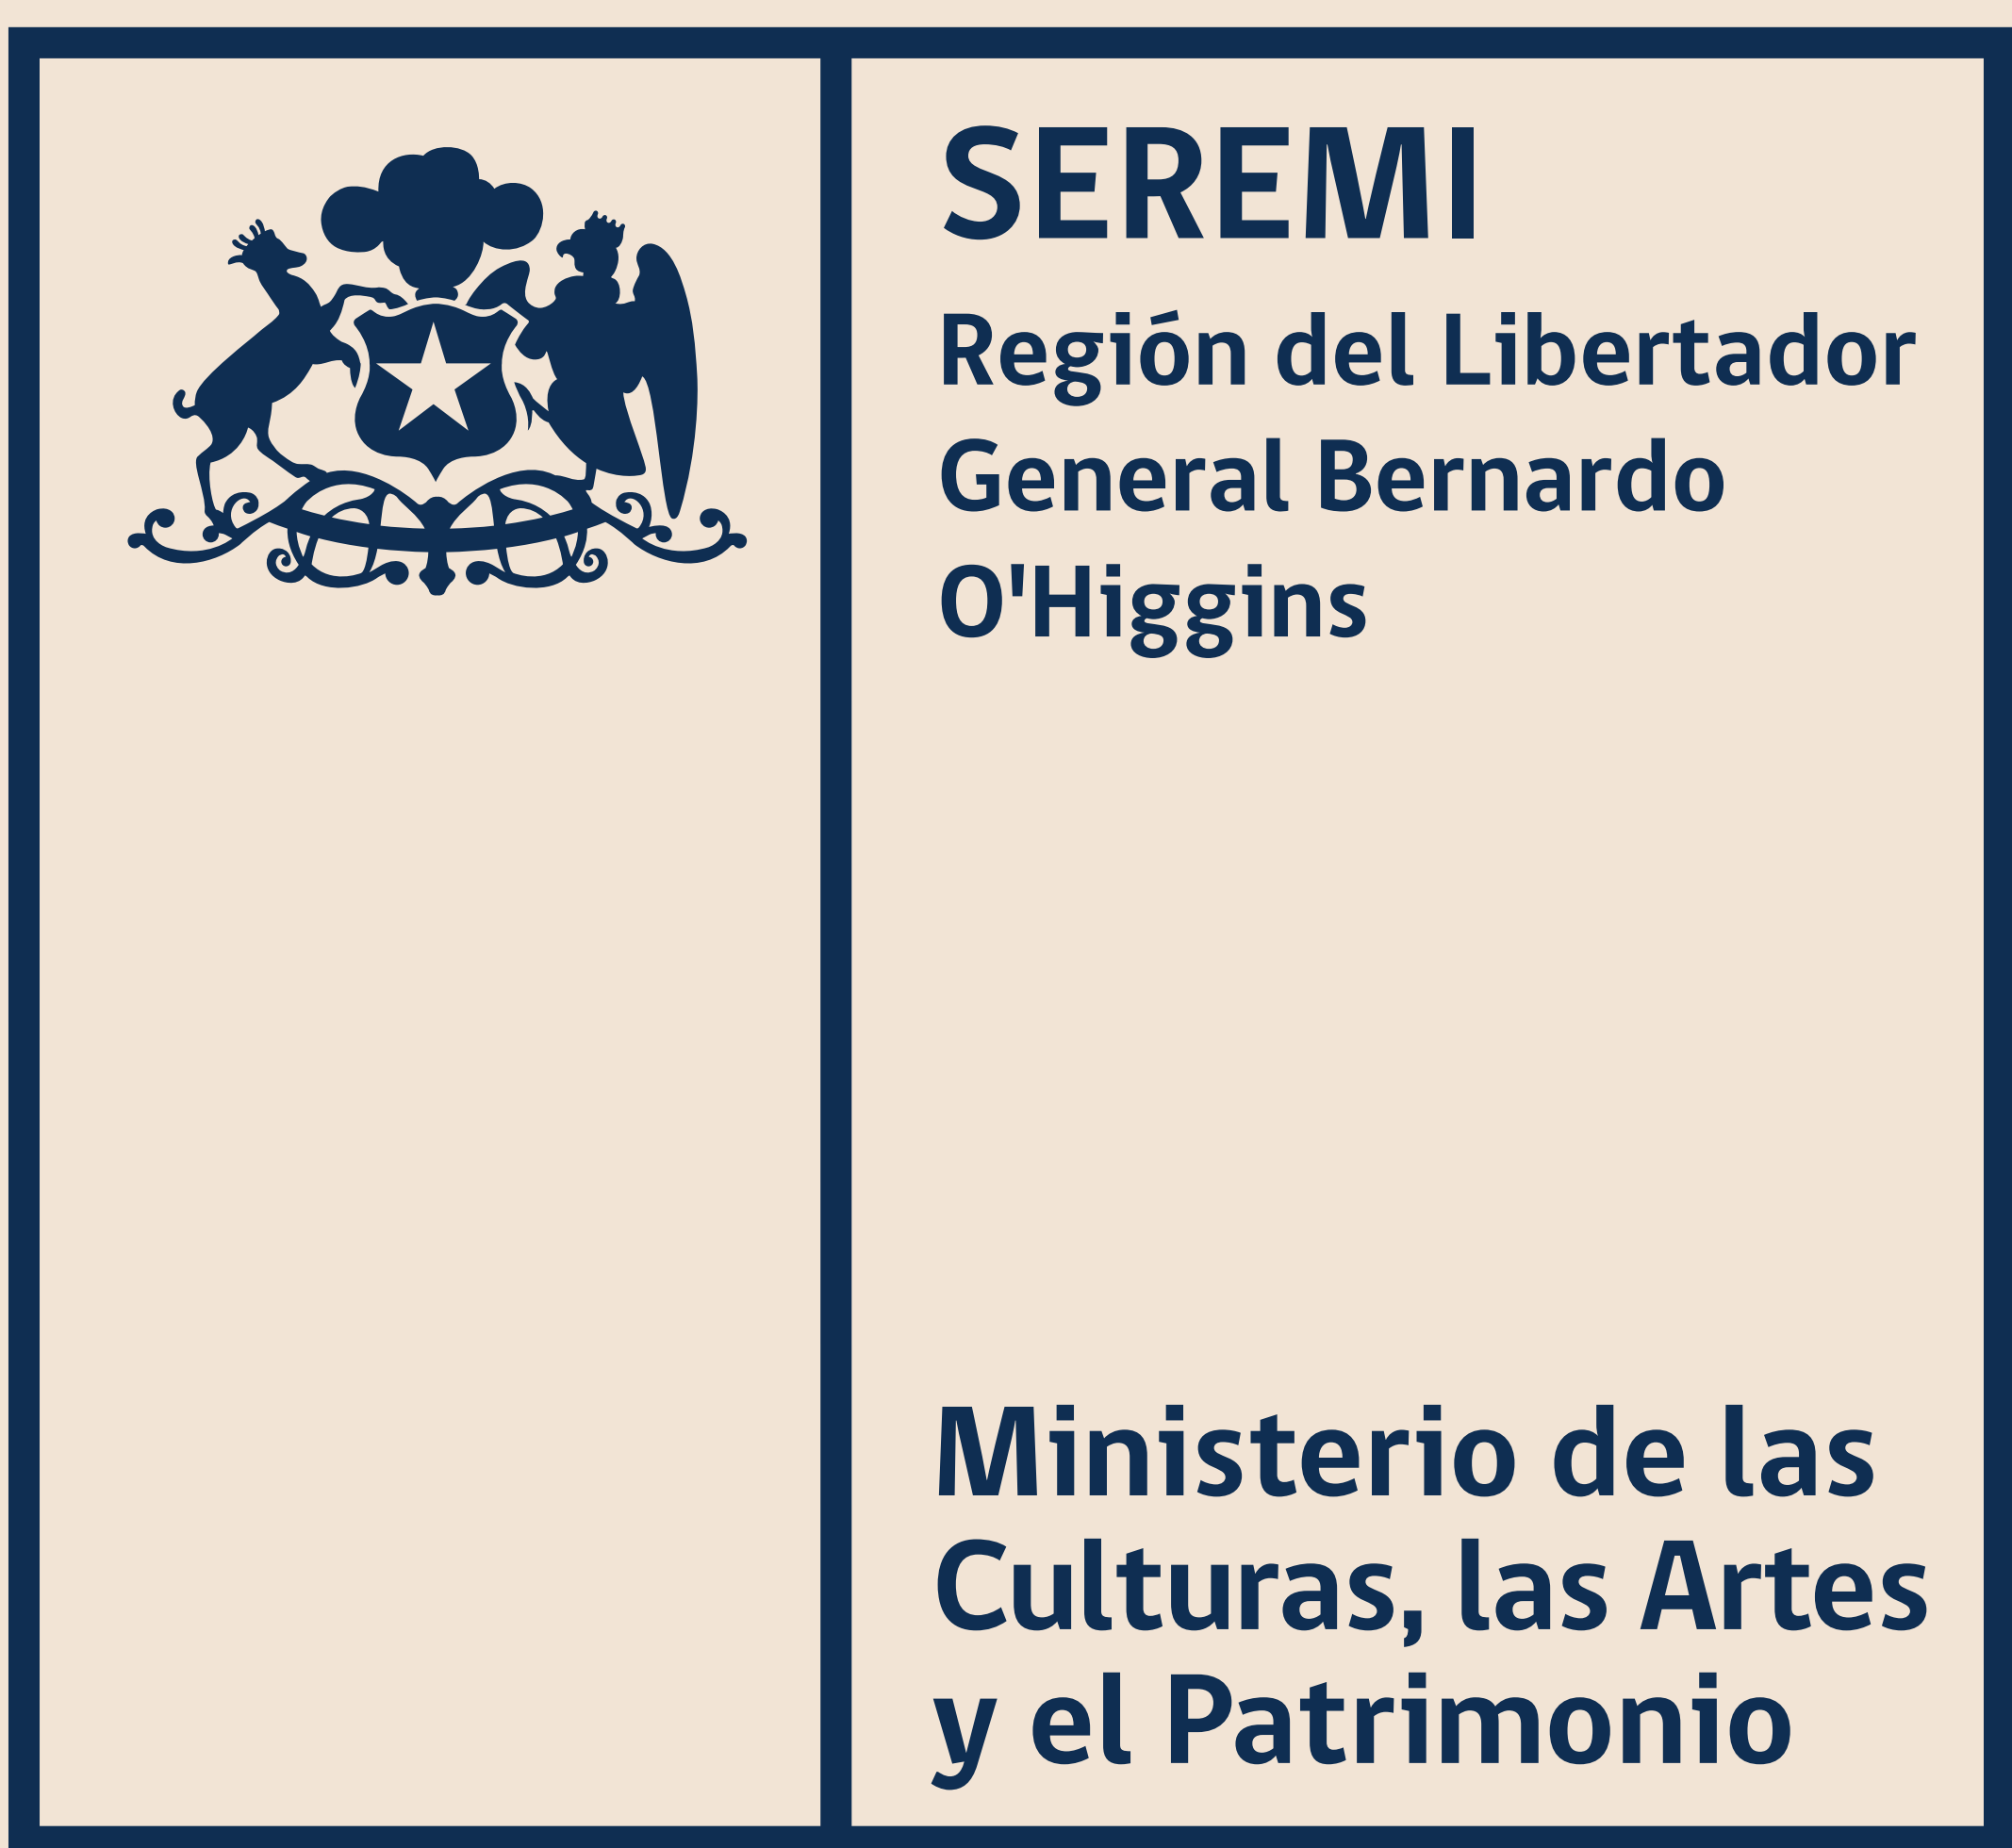 SEREMI
Región del Libertador
General Bernardo
O'Higgins
Ministerio de las
Culturas, las Artes
y el Patrimonio